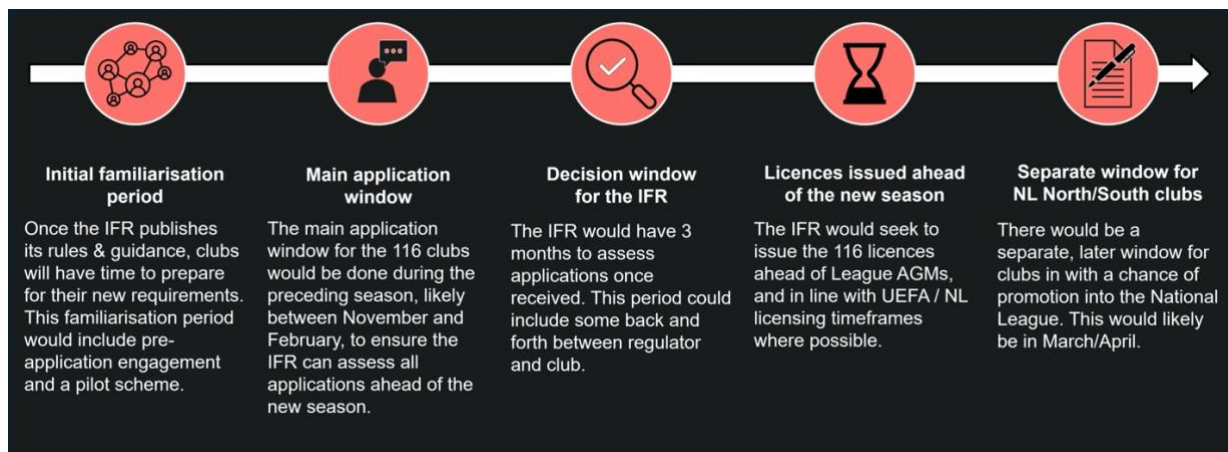 Initial familiarisation
period
Once the IFR publishes
its rules & guidance, clubs
will have time to prepare
for their new requirements.
This familiarisation period
would include pre-
application engagement
and a pilot scheme.
Main application
window
The main application
window for the 116 clubs
would be done during the
preceding season, likely
between November and
February, to ensure the
IFR can assess all
applications ahead of the
new season.
Decision window
for the IFR
The IFR would have 3
months to assess
applications once
received. This period could
include some back and
forth between regulator
and club.
Licences issued ahead
of the new season
The IFR would seek to
issue the 116 licences
ahead of League AGMs,
and in line with UEFA / NL
licensing timeframes
where possible.
Separate window for
NL North/South clubs
There would be a
separate, later window for
clubs in with a chance of
promotion into the National
League. This would likely
be in March/April.